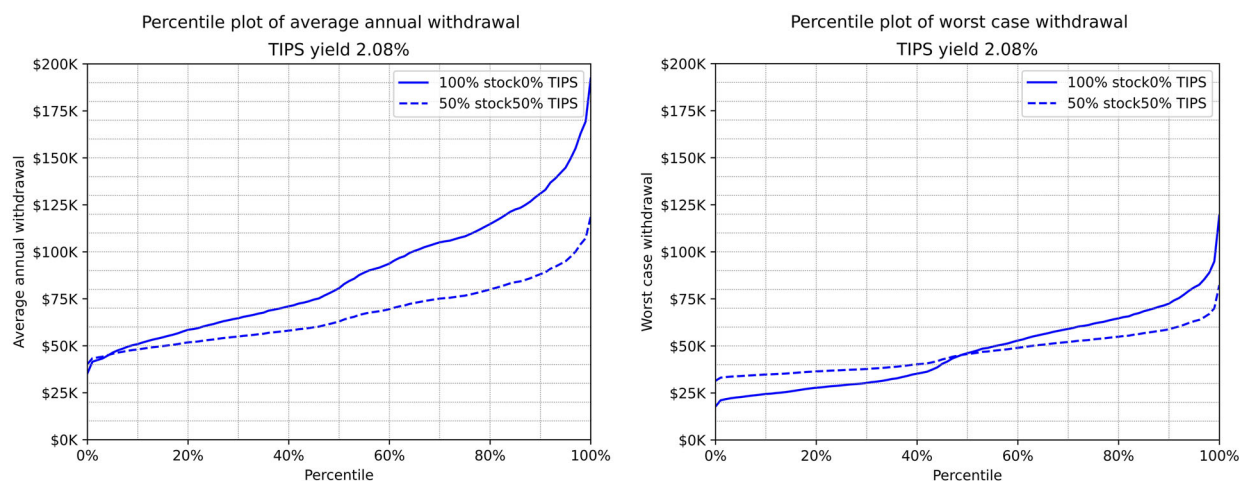 Percentile plot of average annual withdrawal
TIPS yield 2.08%
$200K
$175K
$150K
$125K
$100K
$75K
$50K
$25K
$0K
Average annual withdrawal
100% stock0% TIPS
50% stock50% TIPS
0%
20%
40%
60%
80%
100%
Percentile
Percentile plot of worst case withdrawal
TIPS yield 2.08%
$200K
$175K
$150K
$125K
$100K
$75K
$50K
$25K
$0K
Worst case withdrawal
100% stock0% TIPS
50% stock50% TIPS
0%
20%
40%
60%
80%
100%
Percentile